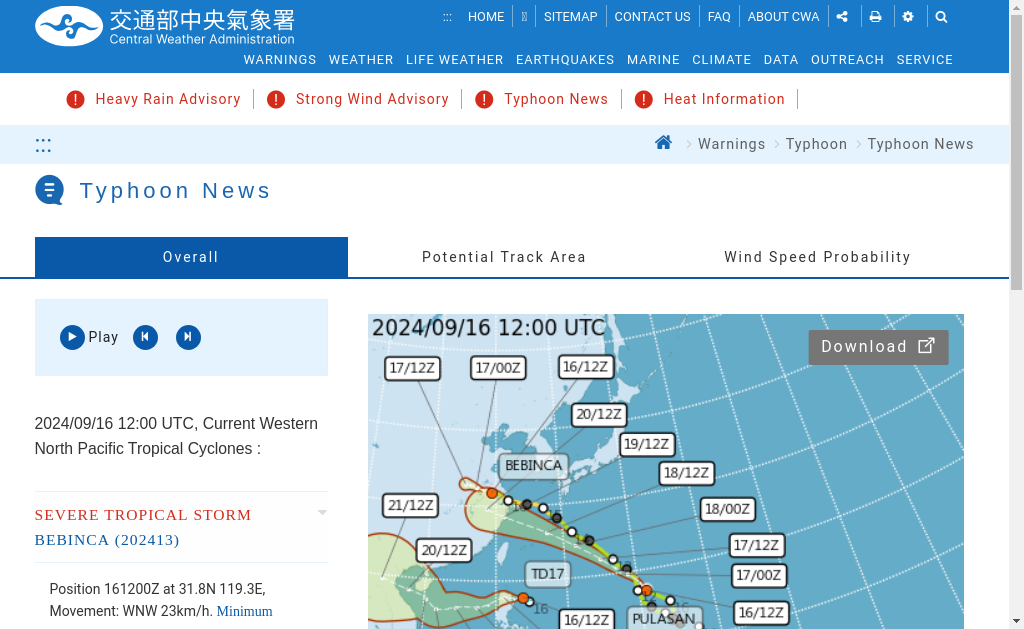 交通部中央氣象署
Central Weather Administration
::: HOME SITEMAP CONTACT US FAQ ABOUT CWA
WARNINGS WEATHER LIFE WEATHER EARTHQUAKES MARINE CLIMATE DATA OUTREACH SERVICE
Heavy Rain Advisory Strong Wind Advisory Typhoon News Heat Information
::: Warnings Typhoon Typhoon News
Typhoon News
Overall Potential Track Area Wind Speed Probability
Play
2024/09/16 12:00 UTC, Current Western
North Pacific Tropical Cyclones :
SEVERE TROPICAL STORM
BEBINCA (202413)
Position 161200Z at 31.8N 119.3E,
Movement: WNW 23km/h. Minimum
2024/09/16 12:00 UTC
Download
17/12Z 17/00Z 16/12Z
20/12Z
19/12Z
BEBINCA
18/12Z
21/12Z
18/00Z
17/12Z
20/12Z
TD17
17/00Z
16
16/12Z
PULASAN
16/12Z